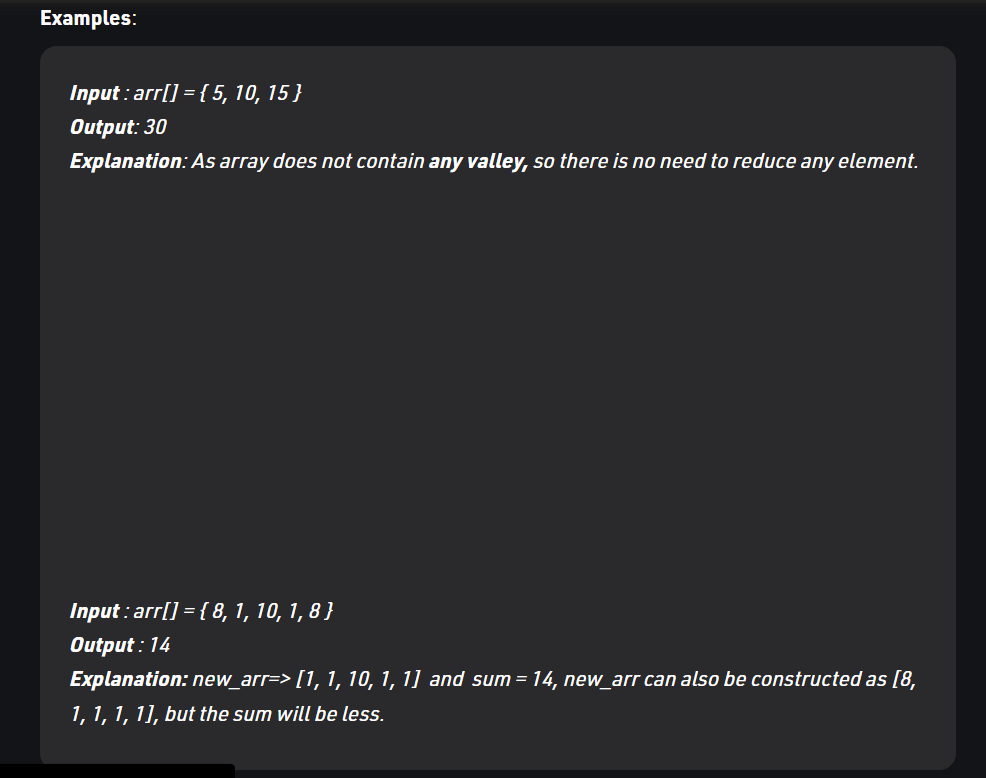 Examples:
Input : arr[] = { 5, 10, 15 }
Output: 30
Explanation: As array does not contain any valley, so there is no need to reduce any element.
Input : arr[] = { 8, 1, 10, 1, 8 }
Output : 14
Explanation: new_arr=> [1, 1, 10, 1, 1]  and  sum = 14, new_arr can also be constructed as [8,
1, 1, 1, 1], but the sum will be less.